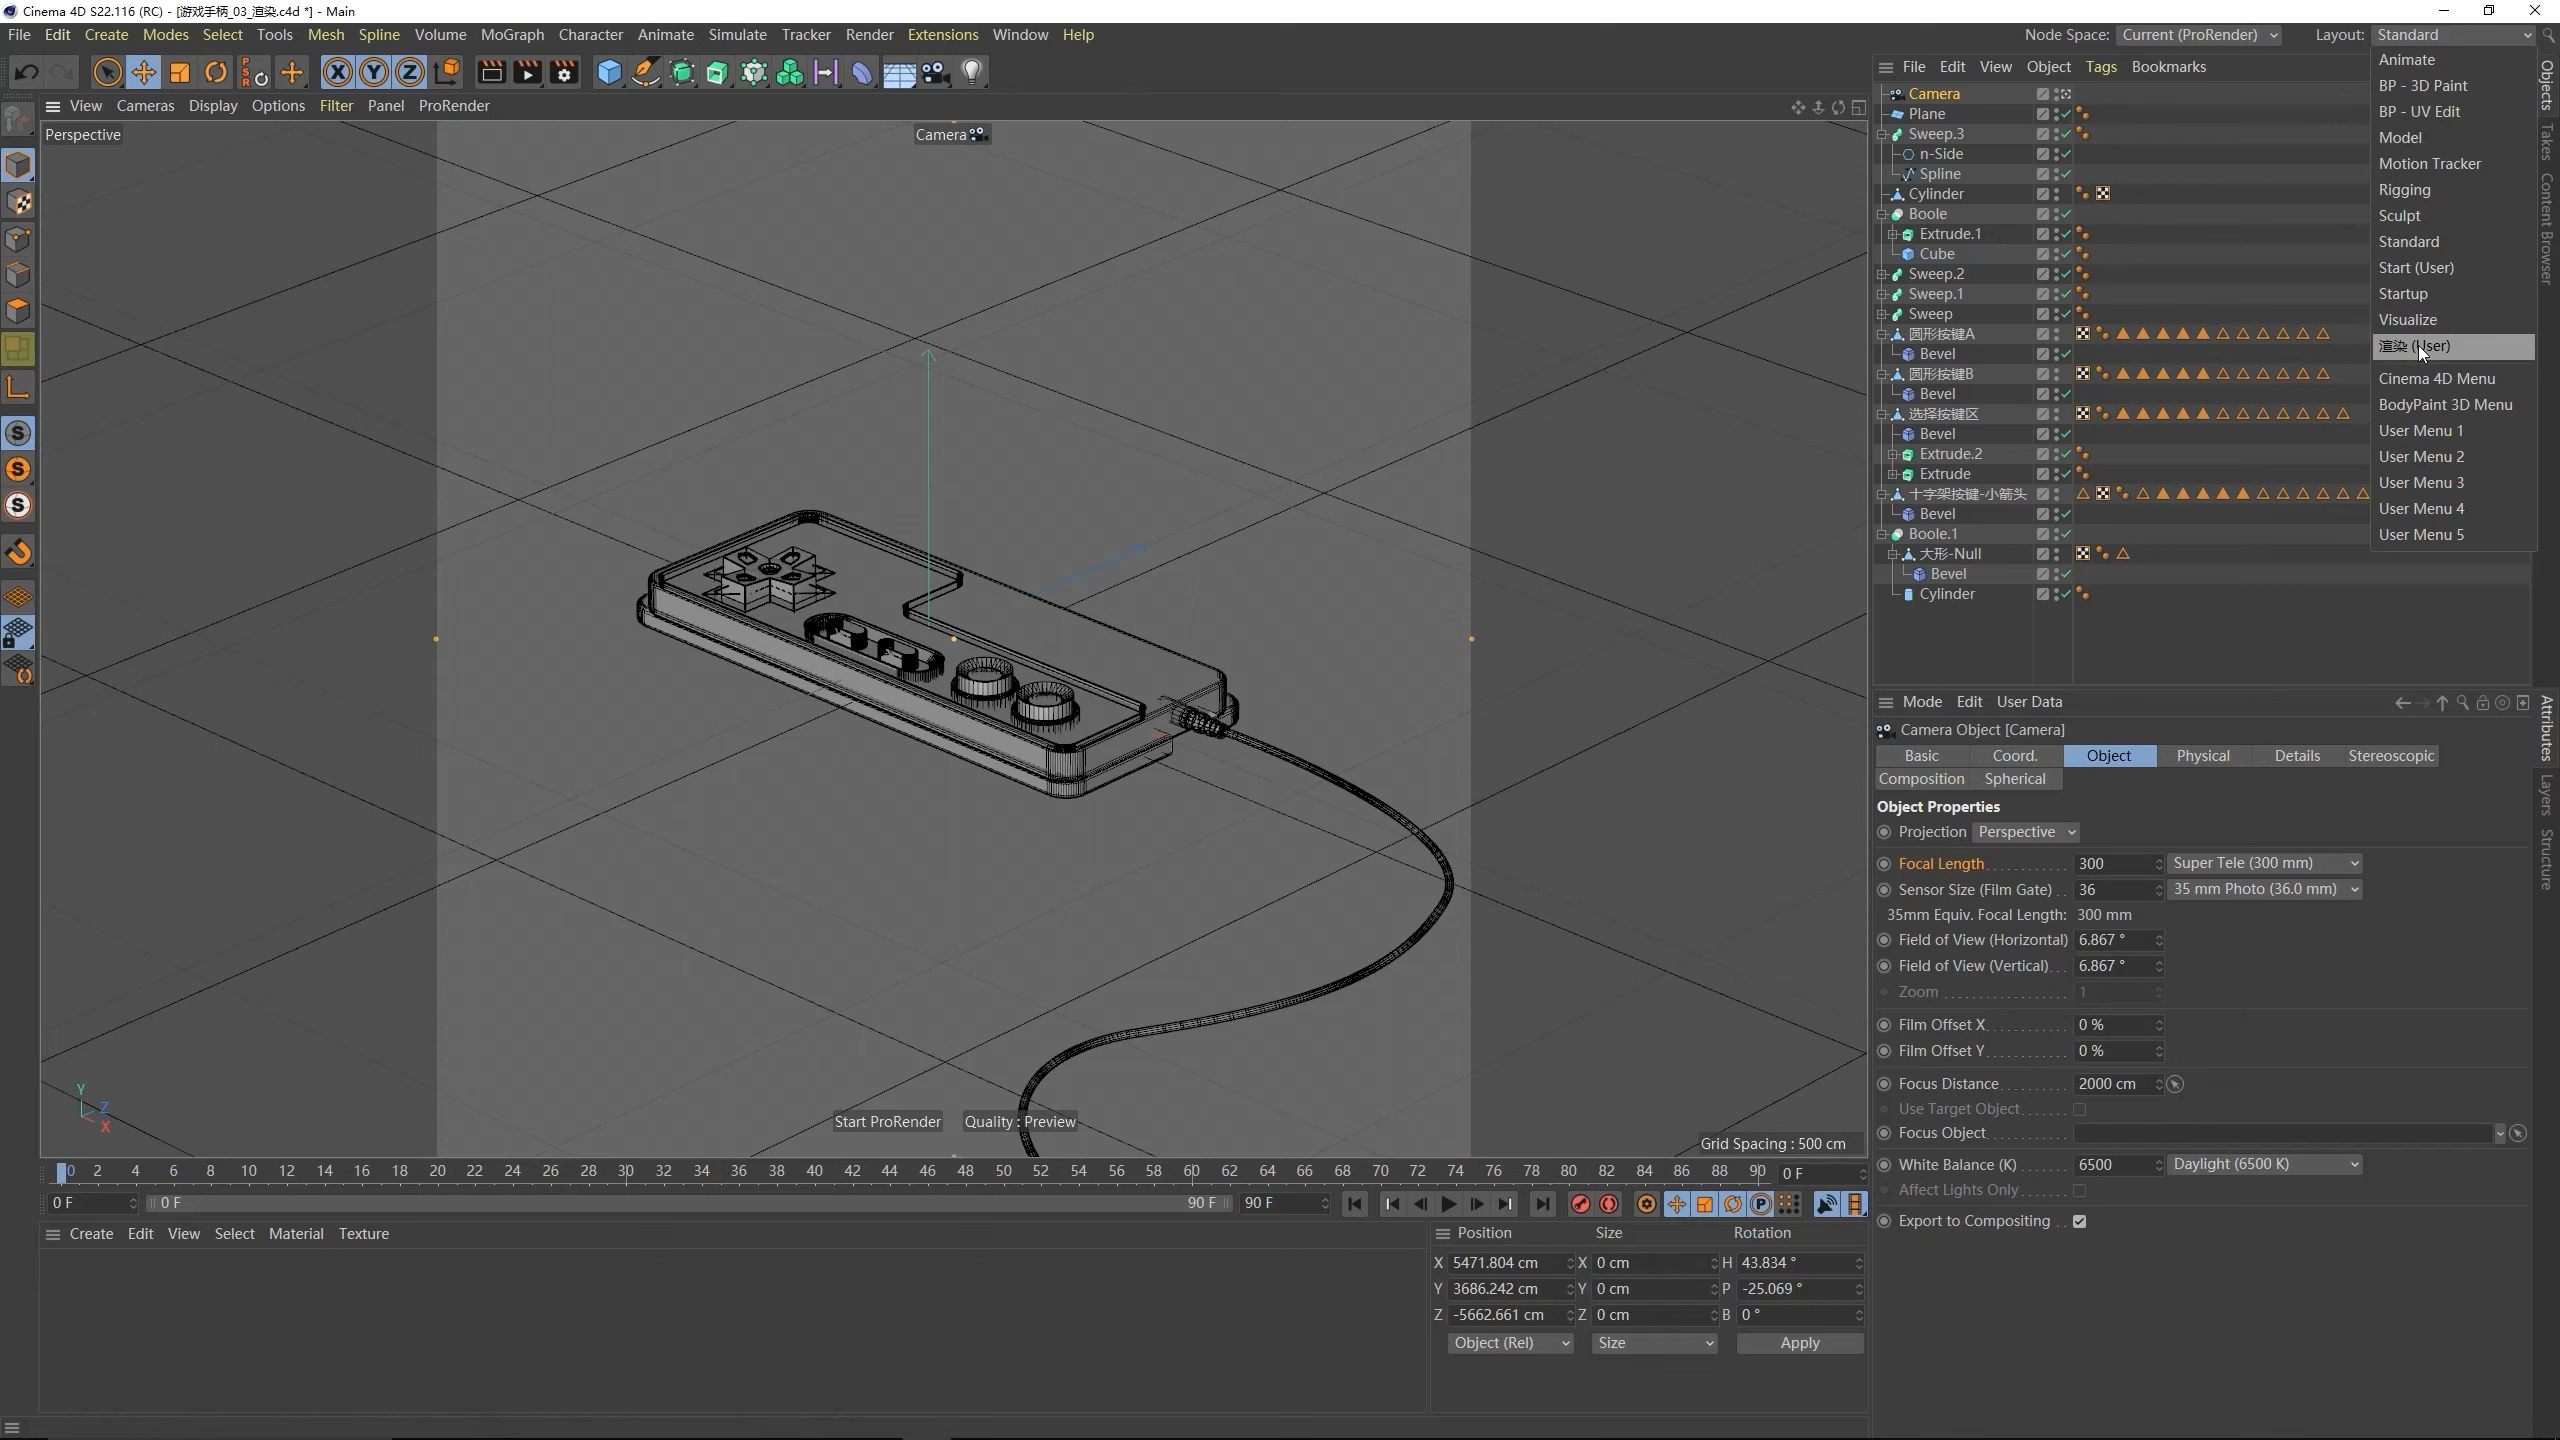 Cinema 4D S22.116 (RC) - [游戏手柄_03_渲染.c4d *] - Main
File Edit Create Modes Select Tools Mesh Spline Volume MoGraph Character Animate Simulate Tracker Render Extensions Window Help
Node Space: Current (ProRender) Layout: Standard
View Cameras Display Options Filter Panel ProRender
Perspective
Camera
File Edit View Object Tags Bookmarks
Camera
Plane
Sweep.3
n-Side
Spline
Cylinder
Boole
Extrude.1
Cube
Sweep.2
Sweep.1
Sweep
圆形按键A
Bevel
圆形按键B
Bevel
选择按键区
Bevel
Extrude.2
Extrude
十字架按键-小箭头
Bevel
Boole.1
大形-Null
Bevel
Cylinder
Animate
BP - 3D Paint
BP - UV Edit
Model
Motion Tracker
Rigging
Sculpt
Standard
Start (User)
Startup
Visualize
渲染 (User)
Cinema 4D Menu
BodyPaint 3D Menu
User Menu 1
User Menu 2
User Menu 3
User Menu 4
User Menu 5
Objects
Takes
Content Browser
Attributes
Layers
Structure
Mode Edit User Data
Camera Object [Camera]
Basic Coord. Object Physical Details Stereoscopic
Composition Spherical
Object Properties
Projection Perspective
Focal Length 300 Super Tele (300 mm)
Sensor Size (Film Gate) 36 35 mm Photo (36.0 mm)
35mm Equiv. Focal Length: 300 mm
Field of View (Horizontal) 6.867 °
Field of View (Vertical) 6.867 °
Zoom 1
Film Offset X 0 %
Film Offset Y 0 %
Focus Distance 2000 cm
Use Target Object
Focus Object
White Balance (K) 6500 Daylight (6500 K)
Affect Lights Only
Export to Compositing
Y Z X
Start ProRender Quality : Preview
Grid Spacing : 500 cm
0 2 4 6 8 10 12 14 16 18 20 22 24 26 28 30 32 34 36 38 40 42 44 46 48 50 52 54 56 58 60 62 64 66 68 70 72 74 76 78 80 82 84 86 88 90 0 F
0 F 0 F 90 F 90 F
Create Edit View Select Material Texture
Position Size Rotation
X 5471.804 cm X 0 cm H 43.834 °
Y 3686.242 cm Y 0 cm P -25.069 °
Z -5662.661 cm Z 0 cm B 0 °
Object (Rel) Size Apply